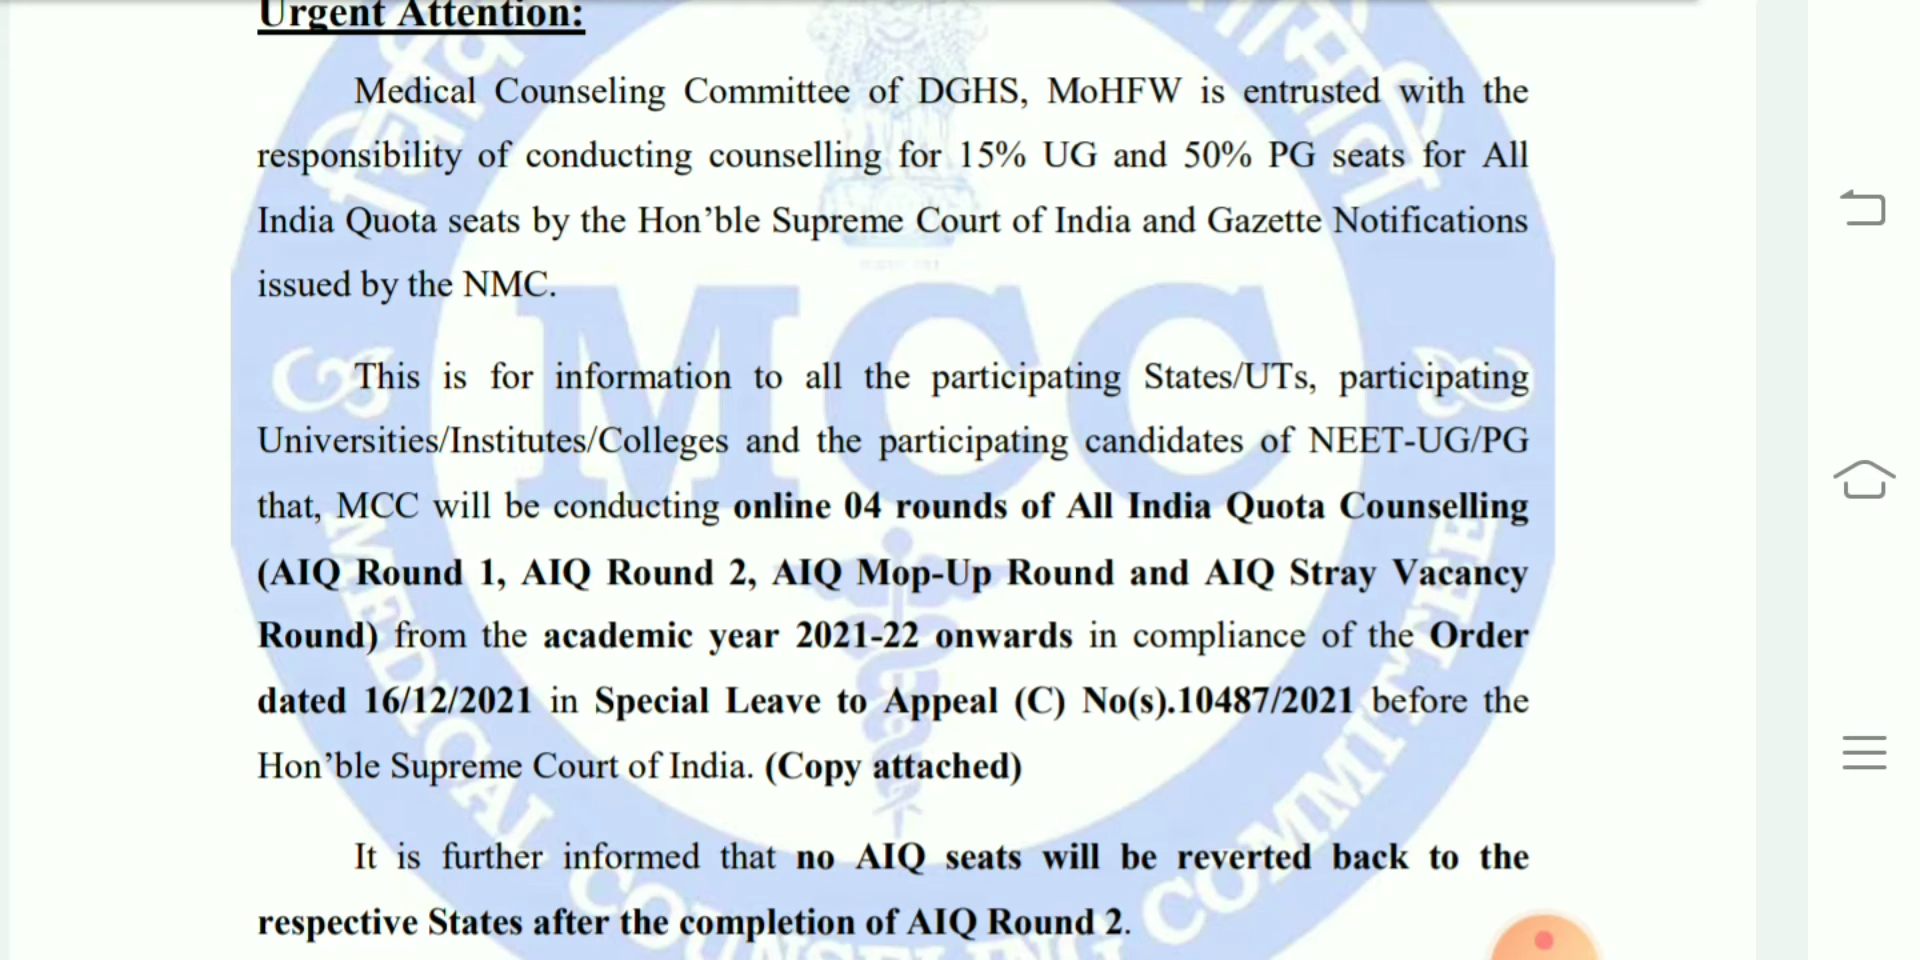 Urgent Attention:
Medical Counseling Committee of DGHS, MoHFW is entrusted with the
responsibility of conducting counselling for 15% UG and 50% PG seats for All
India Quota seats by the Hon’ble Supreme Court of India and Gazette Notifications
issued by the NMC.
This is for information to all the participating States/UTs, participating
Universities/Institutes/Colleges and the participating candidates of NEET-UG/PG
that, MCC will be conducting online 04 rounds of All India Quota Counselling
(AIQ Round 1, AIQ Round 2, AIQ Mop-Up Round and AIQ Stray Vacancy
Round) from the academic year 2021-22 onwards in compliance of the Order
dated 16/12/2021 in Special Leave to Appeal (C) No(s).10487/2021 before the
Hon’ble Supreme Court of India. (Copy attached)
It is further informed that no AIQ seats will be reverted back to the
respective States after the completion of AIQ Round 2.
MCC
MEDICAL COUNSELING COMMITTEE